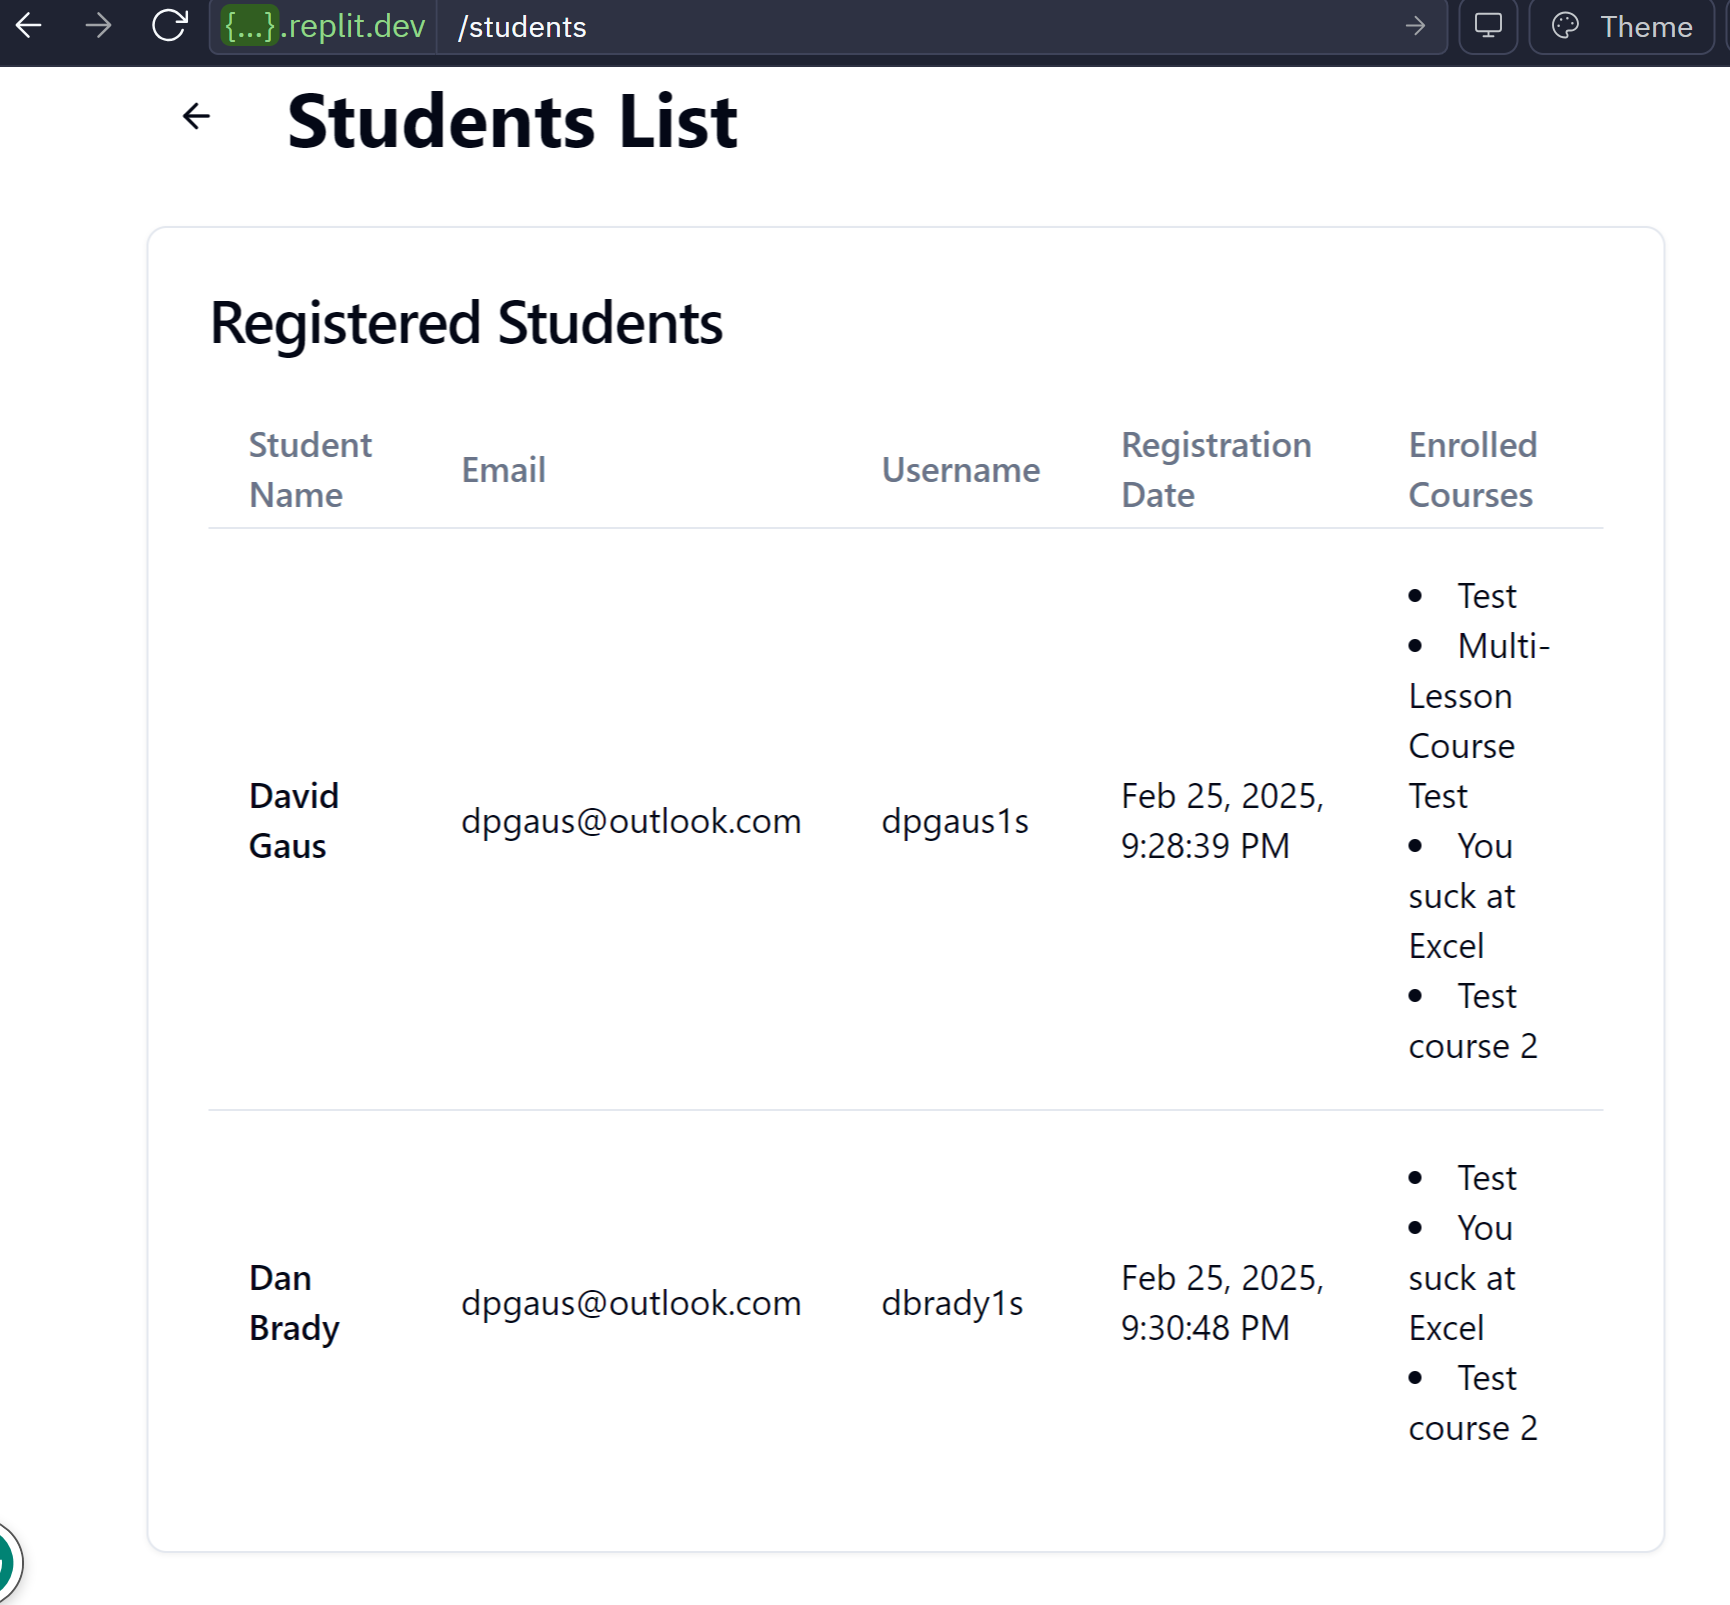 {...}.replit.dev /students
Theme
Students List
Registered Students
Student Name Email Username Registration Date Enrolled Courses
David Gaus dpgaus@outlook.com dpgaus1s Feb 25, 2025, 9:28:39 PM
• Test
• Multi-
Lesson
Course
Test
• You
suck at
Excel
• Test
course 2
Dan Brady dpgaus@outlook.com dbrady1s Feb 25, 2025, 9:30:48 PM
• Test
• You
suck at
Excel
• Test
course 2